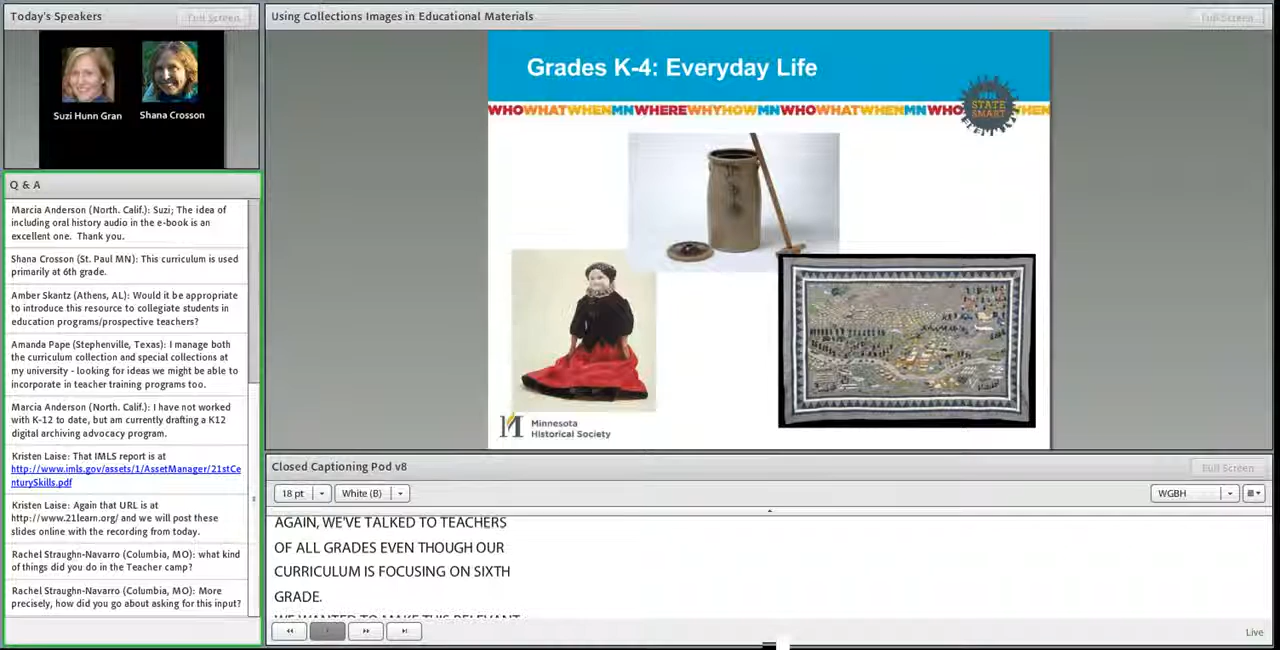 Today's Speakers
Full Screen
Suzi Hunn Gran
Shana Crosson
Q & A
Marcia Anderson (North. Calif.): Suzi; The idea of
including oral history audio in the e-book is an
excellent one. Thank you.
Shana Crosson (St. Paul MN): This curriculum is used
primarily at 6th grade.
Amber Skantz (Athens, AL): Would it be appropriate
to introduce this resource to collegiate students in
education programs/prospective teachers?
Amanda Pape (Stephenville, Texas): I manage both
the curriculum collection and special collections at
my university - looking for ideas we might be able to
incorporate in teacher training programs too.
Marcia Anderson (North. Calif.): I have not worked
with K-12 to date, but am currently drafting a K12
digital archiving advocacy program.
Kristen Laise: That IMLS report is at
http://www.imls.gov/assets/1/AssetManager/21stCe
nturySkills.pdf
Kristen Laise: Again that URL is at
http://www.21learn.org/ and we will post these
slides online with the recording from today.
Rachel Straughn-Navarro (Columbia, MO): what kind
of things did you do in the Teacher camp?
Rachel Straughn-Navarro (Columbia, MO): More
precisely, how did you go about asking for this input?
Using Collections Images in Educational Materials
Full Screen
Grades K-4: Everyday Life
WHOWHATWHENMNWHEREWHYHOWMNWHOWHATWHENMNWHO
HEN
STATE
SMART
Minnesota
Historical Society
Closed Captioning Pod v8
Full Screen
18 pt
White (B)
WGBH
AGAIN, WE'VE TALKED TO TEACHERS
OF ALL GRADES EVEN THOUGH OUR
CURRICULUM IS FOCUSING ON SIXTH
GRADE.
WE WANTED TO MAKE THIS RELEVANT
Live